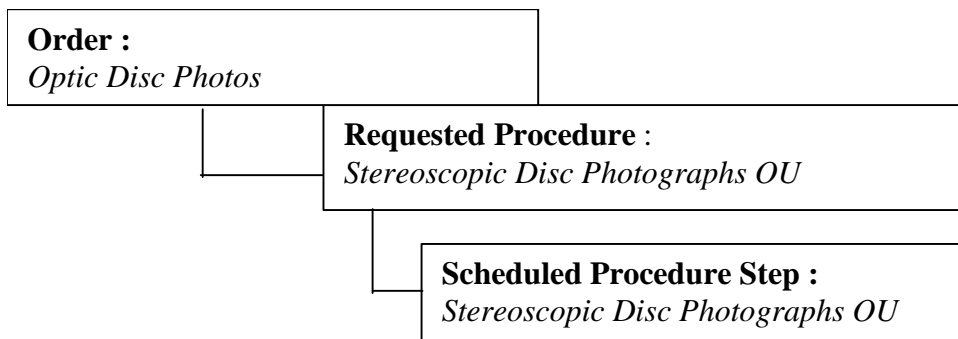 Order :
Optic Disc Photos
Requested Procedure :
Stereoscopic Disc Photographs OU
Scheduled Procedure Step :
Stereoscopic Disc Photographs OU